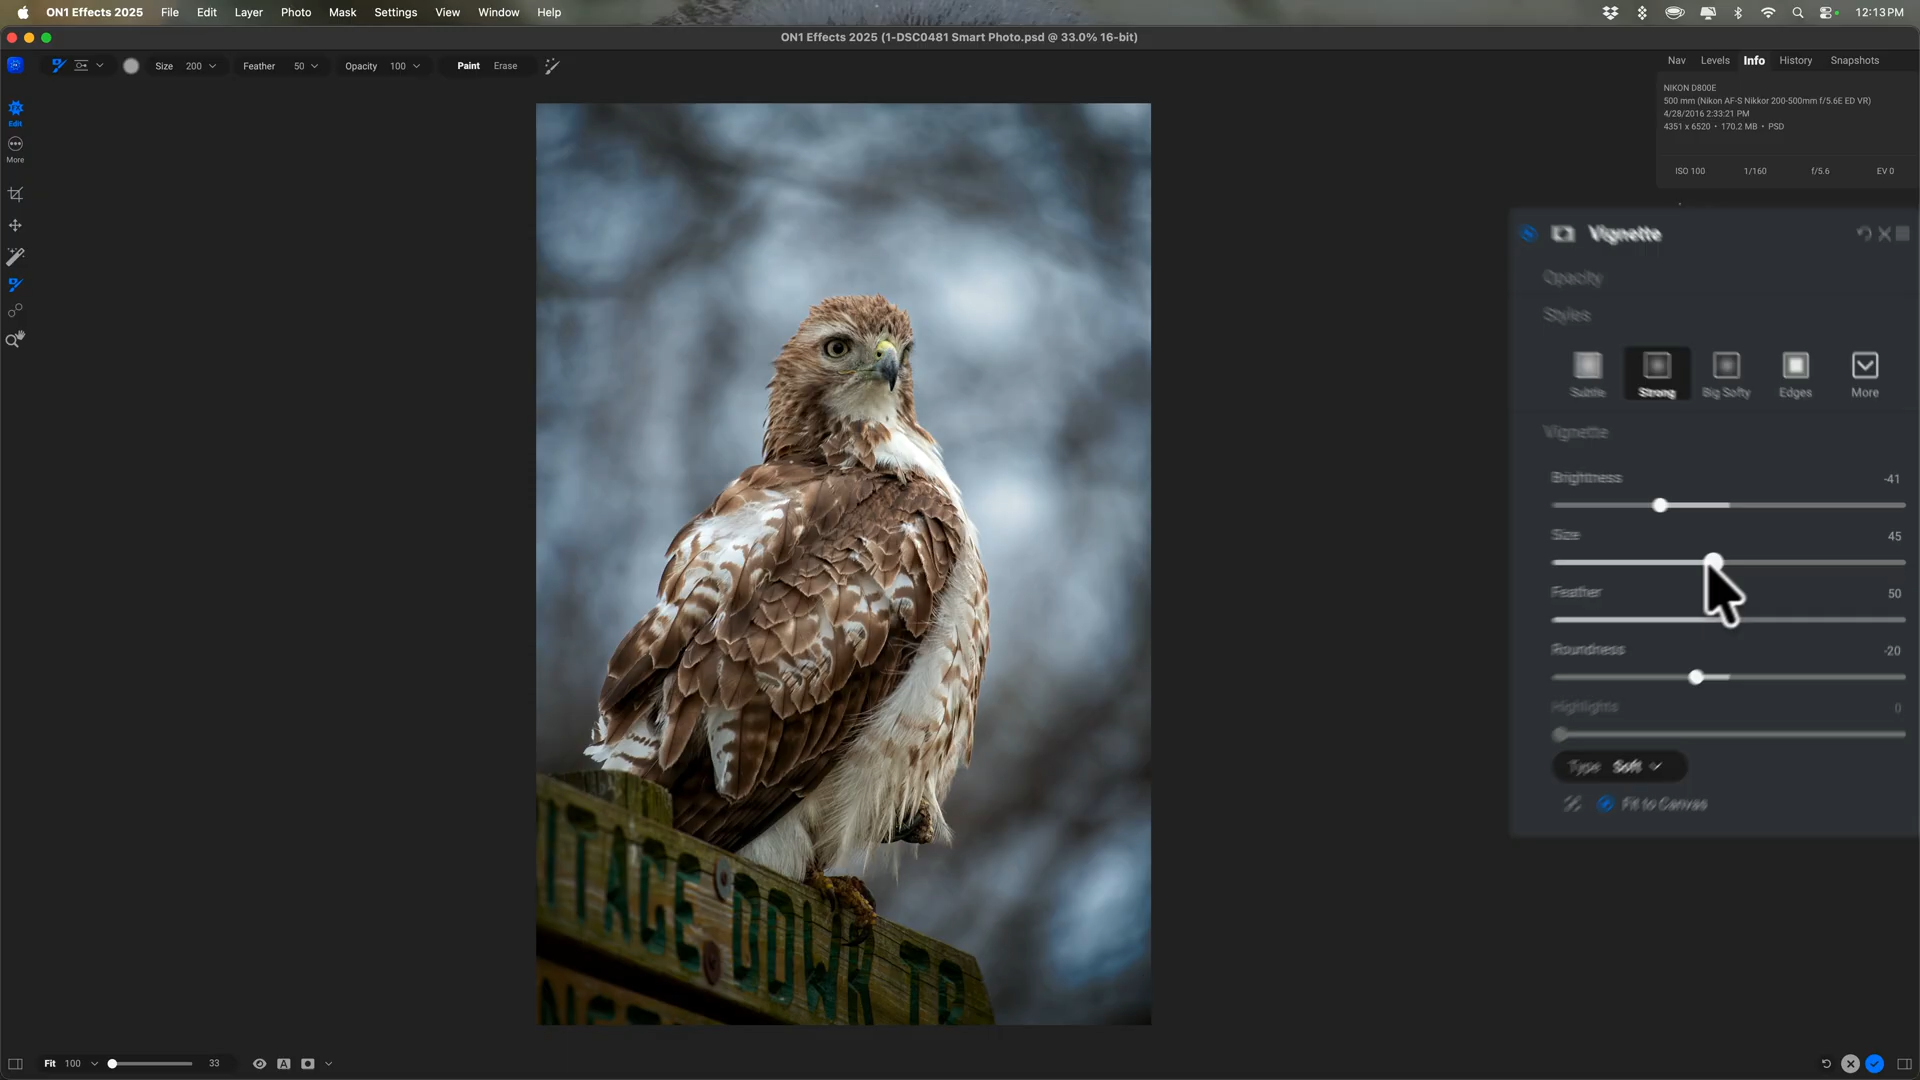 ON1 Effects 2025 File Edit Layer Photo Mask Settings View Window Help 12:13 PM
ON1 Effects 2025 (1-DSC0481 Smart Photo.psd @ 33.0% 16-bit)
Size 200 Feather 50 Opacity 100 Paint Erase
Nav Levels Info History Snapshots
NIKON D800E
500 mm (Nikon AF-S Nikkor 200-500mm f/5.6E ED VR)
4/28/2016 2:33:21 PM
4351 x 6520 • 170.2 MB • PSD
ISO 100 1/160 f/5.6 EV 0
Edit
More
Vignette
Opacity
Styles
Subtle Strong Big Softy Edges More
Vignette
Brightness -41
Size 45
Feather 50
Roundness -20
Highlights 0
Type Soft
Fit to Canvas
ITAGE DOWN TR
Fit 100 33 A